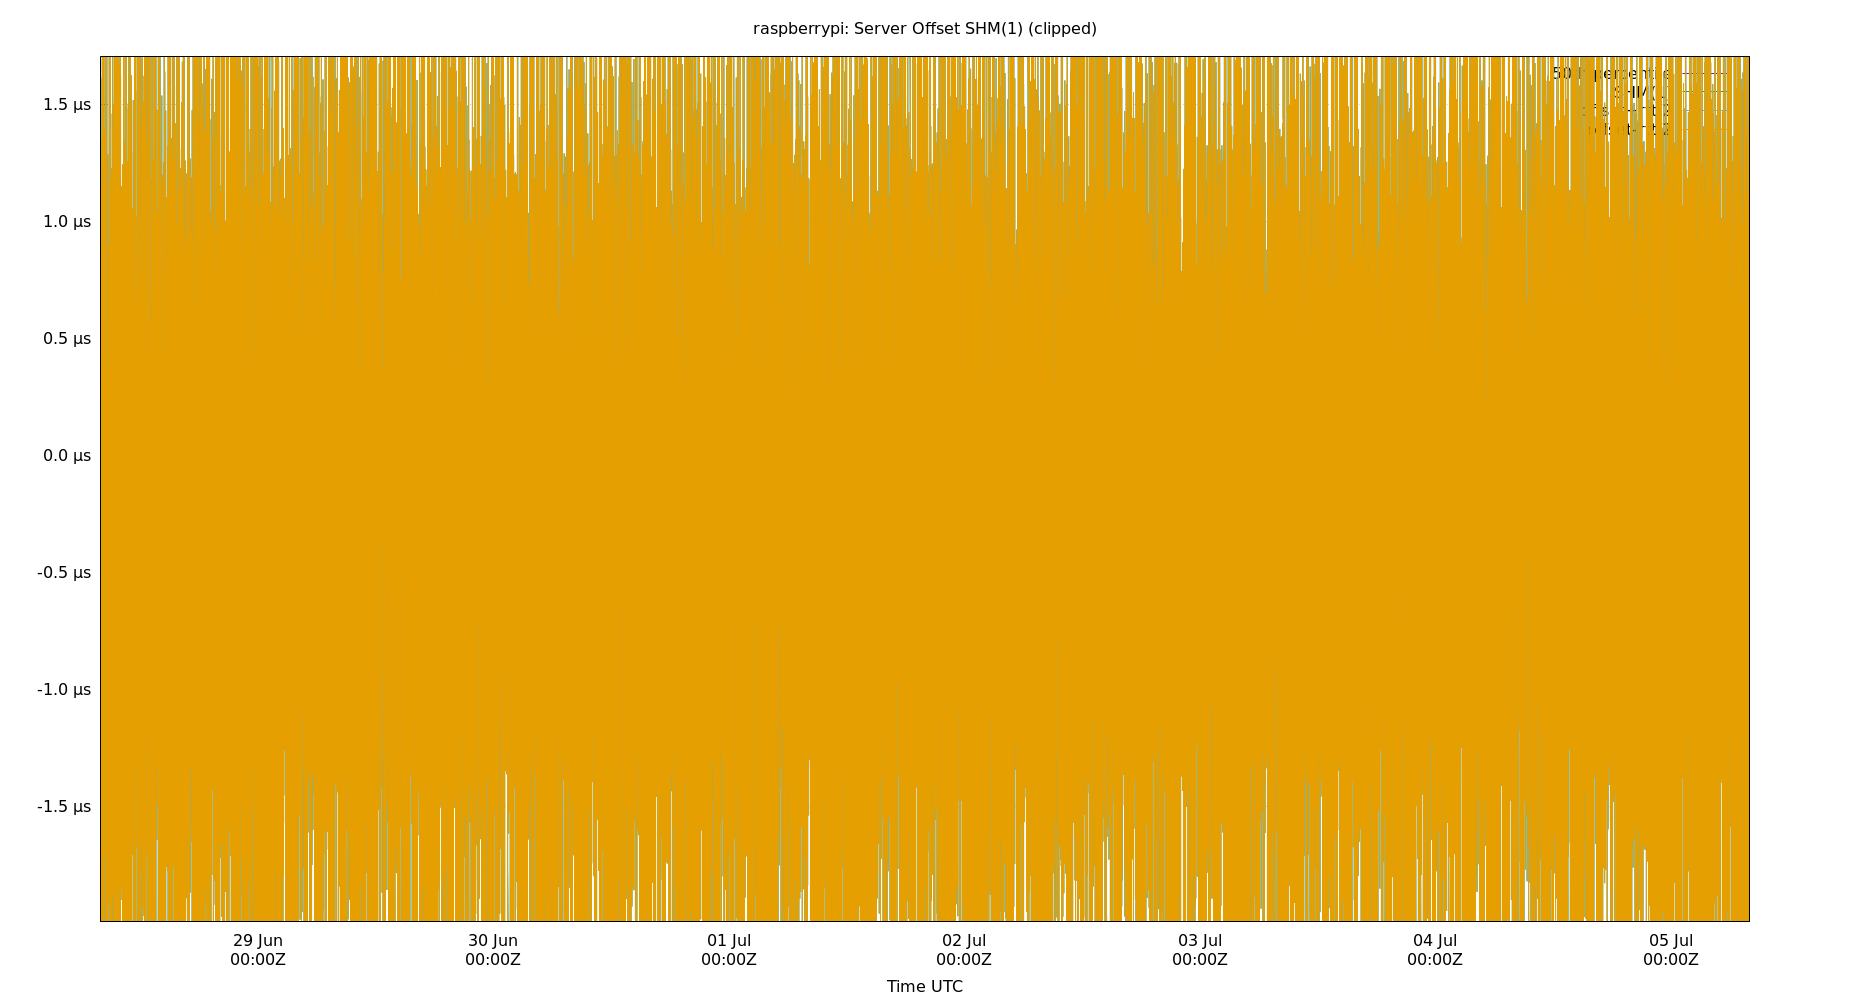 raspberrypi: Server Offset SHM(1) (clipped)
1.5 µs
1.0 µs
0.5 µs
0.0 µs
-0.5 µs
-1.0 µs
-1.5 µs
29 Jun 30 Jun 01 Jul 02 Jul 03 Jul 04 Jul 05 Jul
00:00Z 00:00Z 00:00Z 00:00Z 00:00Z 00:00Z 00:00Z
Time UTC